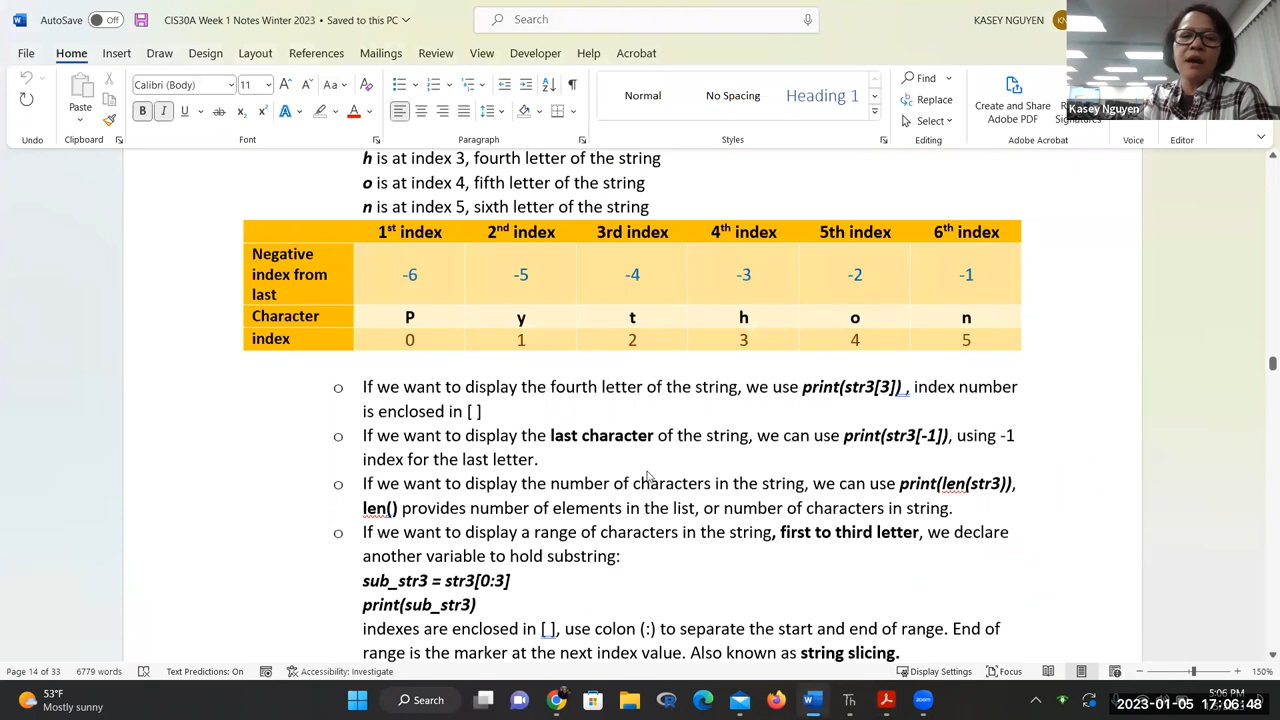 AutoSave Off CIS30A Week 1 Notes Winter 2023 • Saved to this PC Search KASEY NGUYEN
File Home Insert Draw Design Layout References Mailings Review View Developer Help Acrobat
Calibri (Body) 11 Aa Normal No Spacing Heading 1 Find
Paste Replace Create and Share Adobe PDF Signatures
B I U ab x₂ x² A A Select
Kasey Nguyen
Undo Clipboard Font Paragraph Styles Editing Adobe Acrobat Voice Editor
h is at index 3, fourth letter of the string
o is at index 4, fifth letter of the string
n is at index 5, sixth letter of the string
1st index 2nd index 3rd index 4th index 5th index 6th index
Negative index from last -6 -5 -4 -3 -2 -1
Character P y t h o n
index 0 1 2 3 4 5
o If we want to display the fourth letter of the string, we use print(str3[3]) , index number
is enclosed in [ ]
o If we want to display the last character of the string, we can use print(str3[-1]), using -1
index for the last letter.
o If we want to display the number of characters in the string, we can use print(len(str3)),
len() provides number of elements in the list, or number of characters in string.
o If we want to display a range of characters in the string, first to third letter, we declare
another variable to hold substring:
sub_str3 = str3[0:3]
print(sub_str3)
indexes are enclosed in [ ], use colon (:) to separate the start and end of range. End of
range is the marker at the next index value. Also known as string slicing.
Page 14 of 33 6779 words Text Predictions: On Accessibility: Investigate Display Settings Focus 150%
53°F
Mostly sunny
Search
5:06 PM
2023-01-05 17:06:48